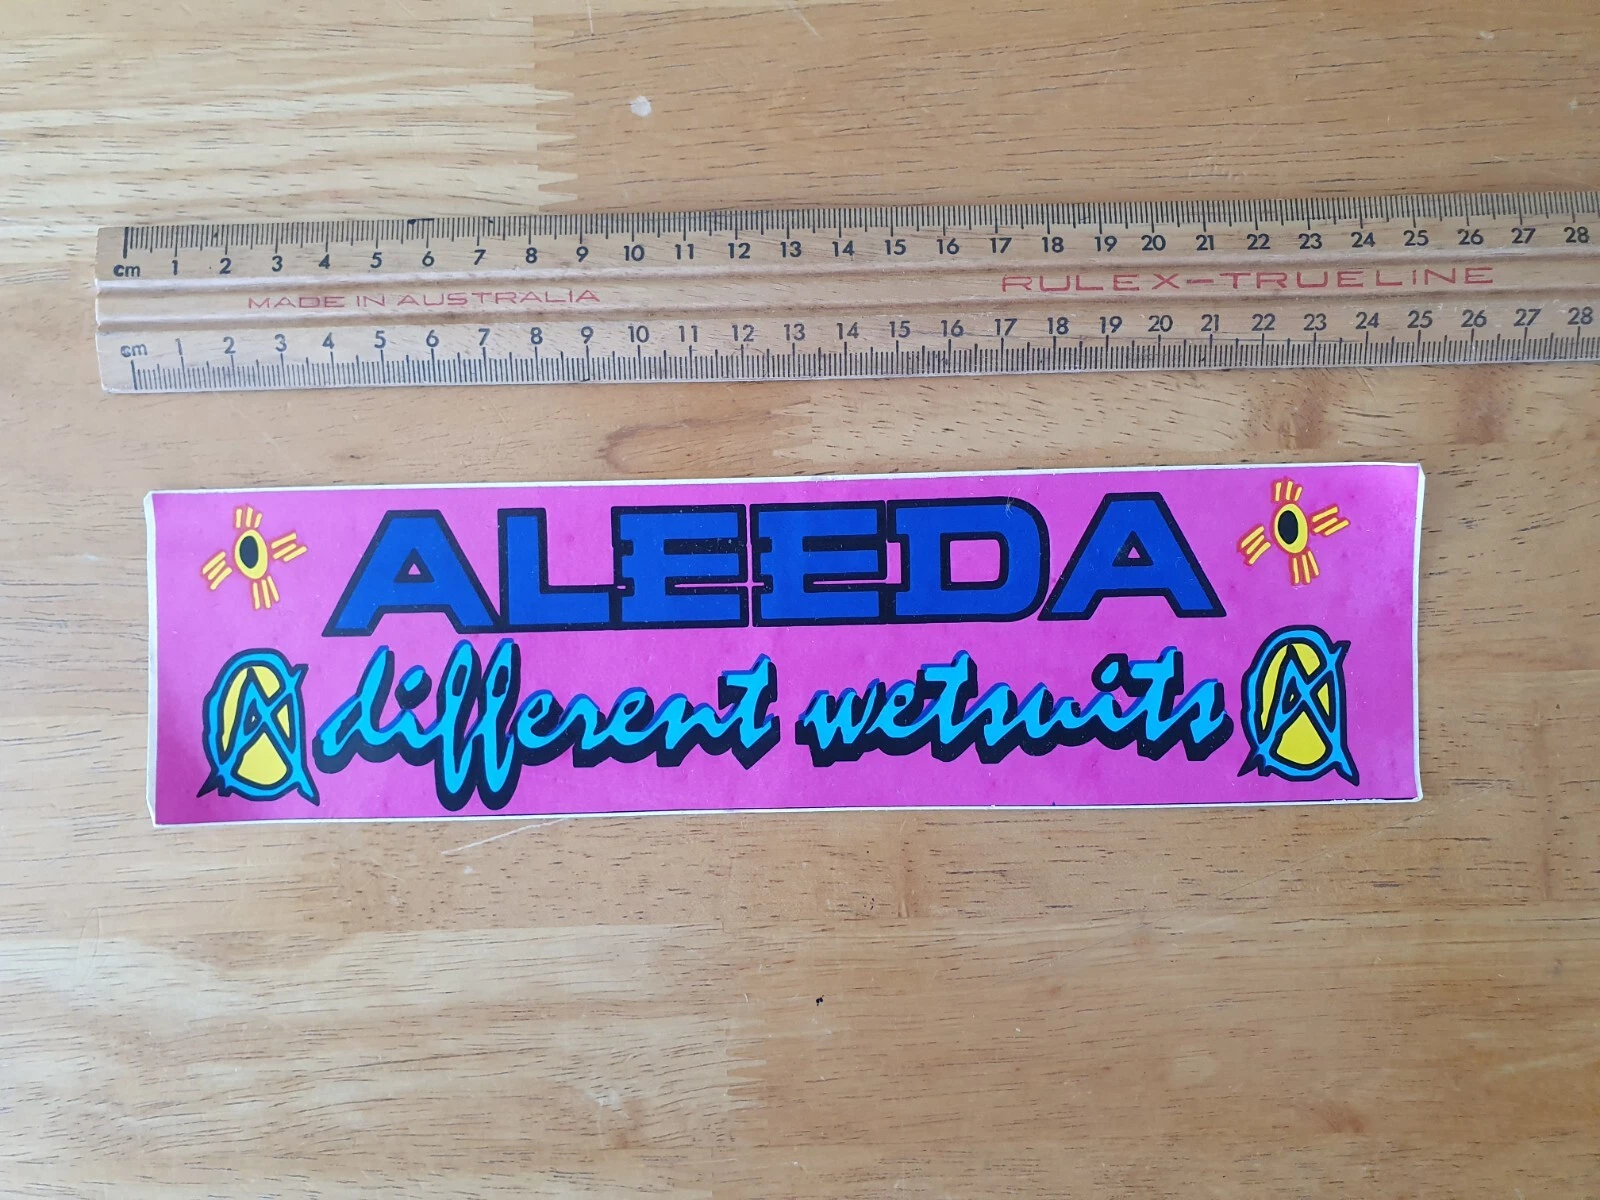 cm 1 2 3 4 5 6 7 8 9 10 11 12 13 14 15 16 17 18 19 20 21 22 23 24 25 26 27 28
MADE IN AUSTRALIA RULEX-TRUELINE
cm 1 2 3 4 5 6 7 8 9 10 11 12 13 14 15 16 17 18 19 20 21 22 23 24 25 26 27 28
ALEEDA
different wetsuits